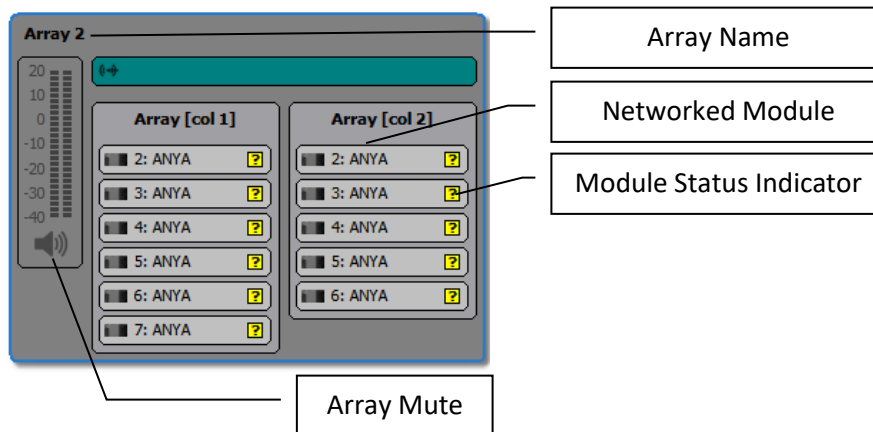 Array 2
Array Name
20
10
0
-10
-20
-30
-40
Array [col 1]
2: ANYA ?
3: ANYA ?
4: ANYA ?
5: ANYA ?
6: ANYA ?
7: ANYA ?
Array [col 2]
2: ANYA ?
3: ANYA ?
4: ANYA ?
5: ANYA ?
6: ANYA ?
Networked Module
Module Status Indicator
Array Mute